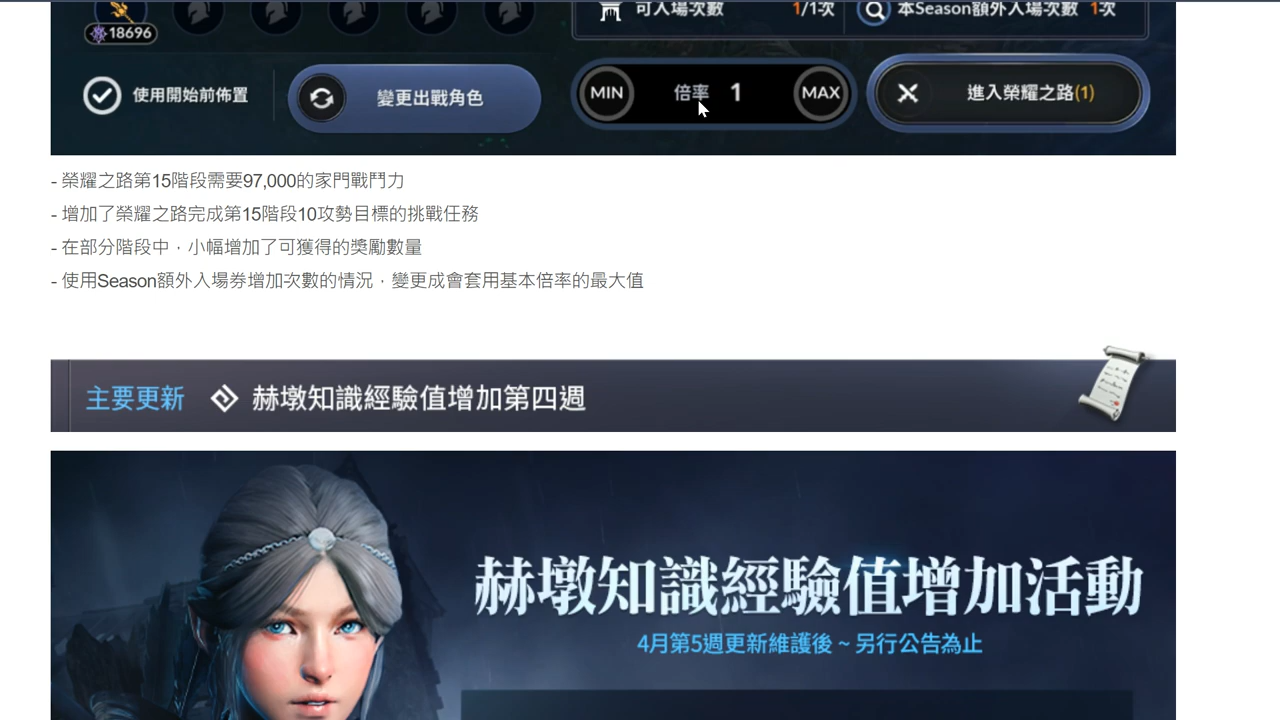 可入場次數 1/1次 本Season額外入場次數 1次
18696
使用開始前佈置 變更出戰角色 MIN 倍率 1 MAX 進入榮耀之路(1)
- 榮耀之路第15階段需要97,000的家門戰鬥力
- 增加了榮耀之路完成第15階段10攻勢目標的挑戰任務
- 在部分階段中，小幅增加了可獲得的獎勵數量
- 使用Season額外入場券增加次數的情況，變更成會套用基本倍率的最大值
主要更新 赫墩知識經驗值增加第四週
赫墩知識經驗值增加活動
4月第5週更新維護後 ~ 另行公告為止